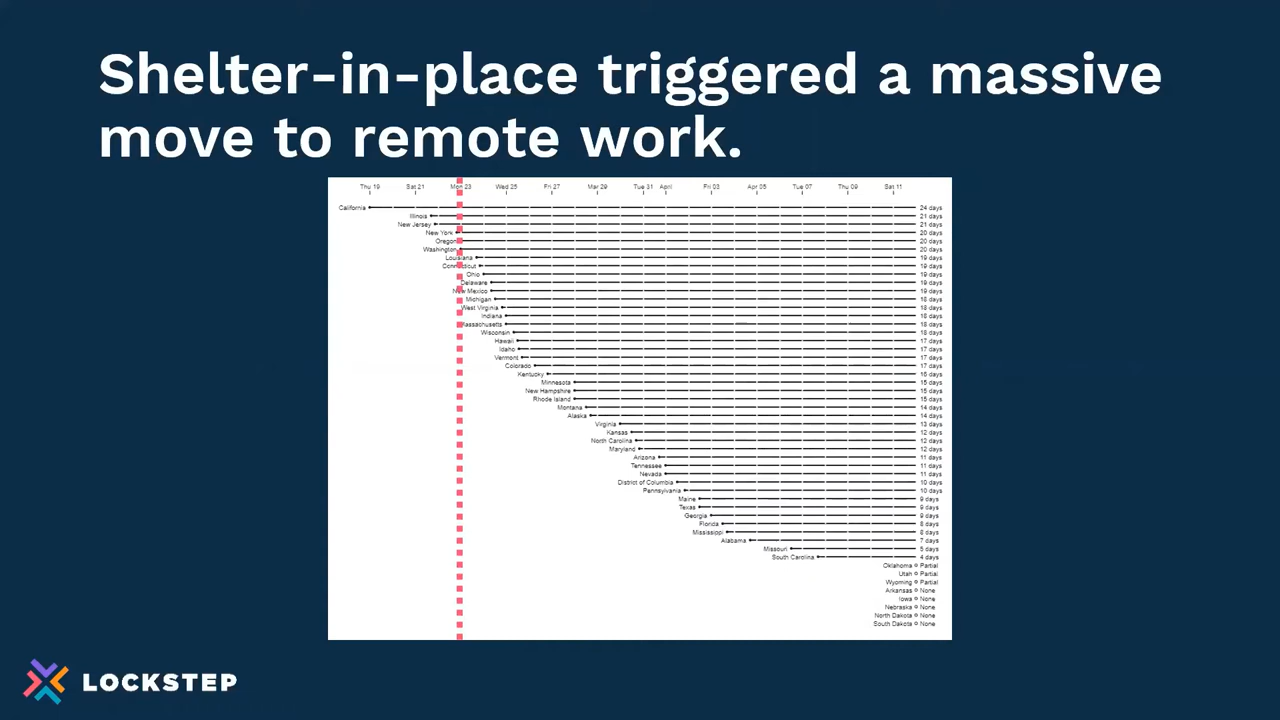 Shelter-in-place triggered a massive
move to remote work.
Thu 19 Sat 21 Mon 23 Wed 25 Fri 27 Mar 29 Tue 31 April Fri 03 Apr 05 Tue 07 Thu 09 Sat 11
California 24 days
Illinois 21 days
New Jersey 21 days
New York 20 days
Oregon 20 days
Washington 20 days
Louisiana 19 days
Connecticut 19 days
Ohio 19 days
Delaware 19 days
New Mexico 19 days
Michigan 18 days
West Virginia 18 days
Indiana 18 days
Massachusetts 18 days
Wisconsin 18 days
Hawaii 17 days
Idaho 17 days
Vermont 17 days
Colorado 17 days
Kentucky 16 days
Minnesota 15 days
New Hampshire 15 days
Rhode Island 15 days
Montana 14 days
Alaska 14 days
Virginia 13 days
Kansas 12 days
North Carolina 12 days
Maryland 12 days
Arizona 11 days
Tennessee 11 days
Nevada 11 days
District of Columbia 10 days
Pennsylvania 10 days
Maine 9 days
Texas 9 days
Georgia 9 days
Florida 8 days
Mississippi 8 days
Alabama 7 days
Missouri 5 days
South Carolina 4 days
Oklahoma Partial
Utah Partial
Wyoming Partial
Arkansas None
Iowa None
Nebraska None
North Dakota None
South Dakota None
LOCKSTEP